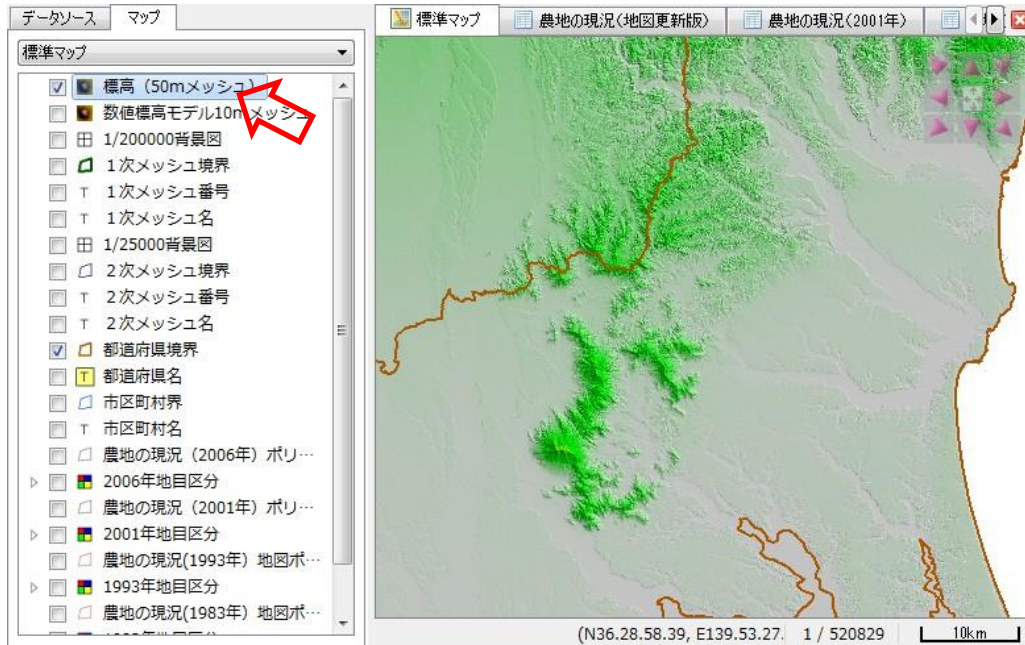 データソース
マップ
標準マップ
標高（50mメッシュ）
数値標高モデル10mメッシュ
1/200000背景図
１次メッシュ境界
１次メッシュ番号
１次メッシュ名
1/25000背景図
２次メッシュ境界
２次メッシュ番号
２次メッシュ名
都道府県境界
都道府県名
市区町村界
市区町村名
農地の現況（2006年）ポリ…
2006年地目区分
農地の現況（2001年）ポリ…
2001年地目区分
農地の現況(1993年）地図ポ…
1993年地目区分
農地の現況(1983年）地図ポ…
標準マップ
農地の現況（地図更新版）
農地の現況（2001年）
(N36.28.58.39, E139.53.27.
1 / 520829
10km